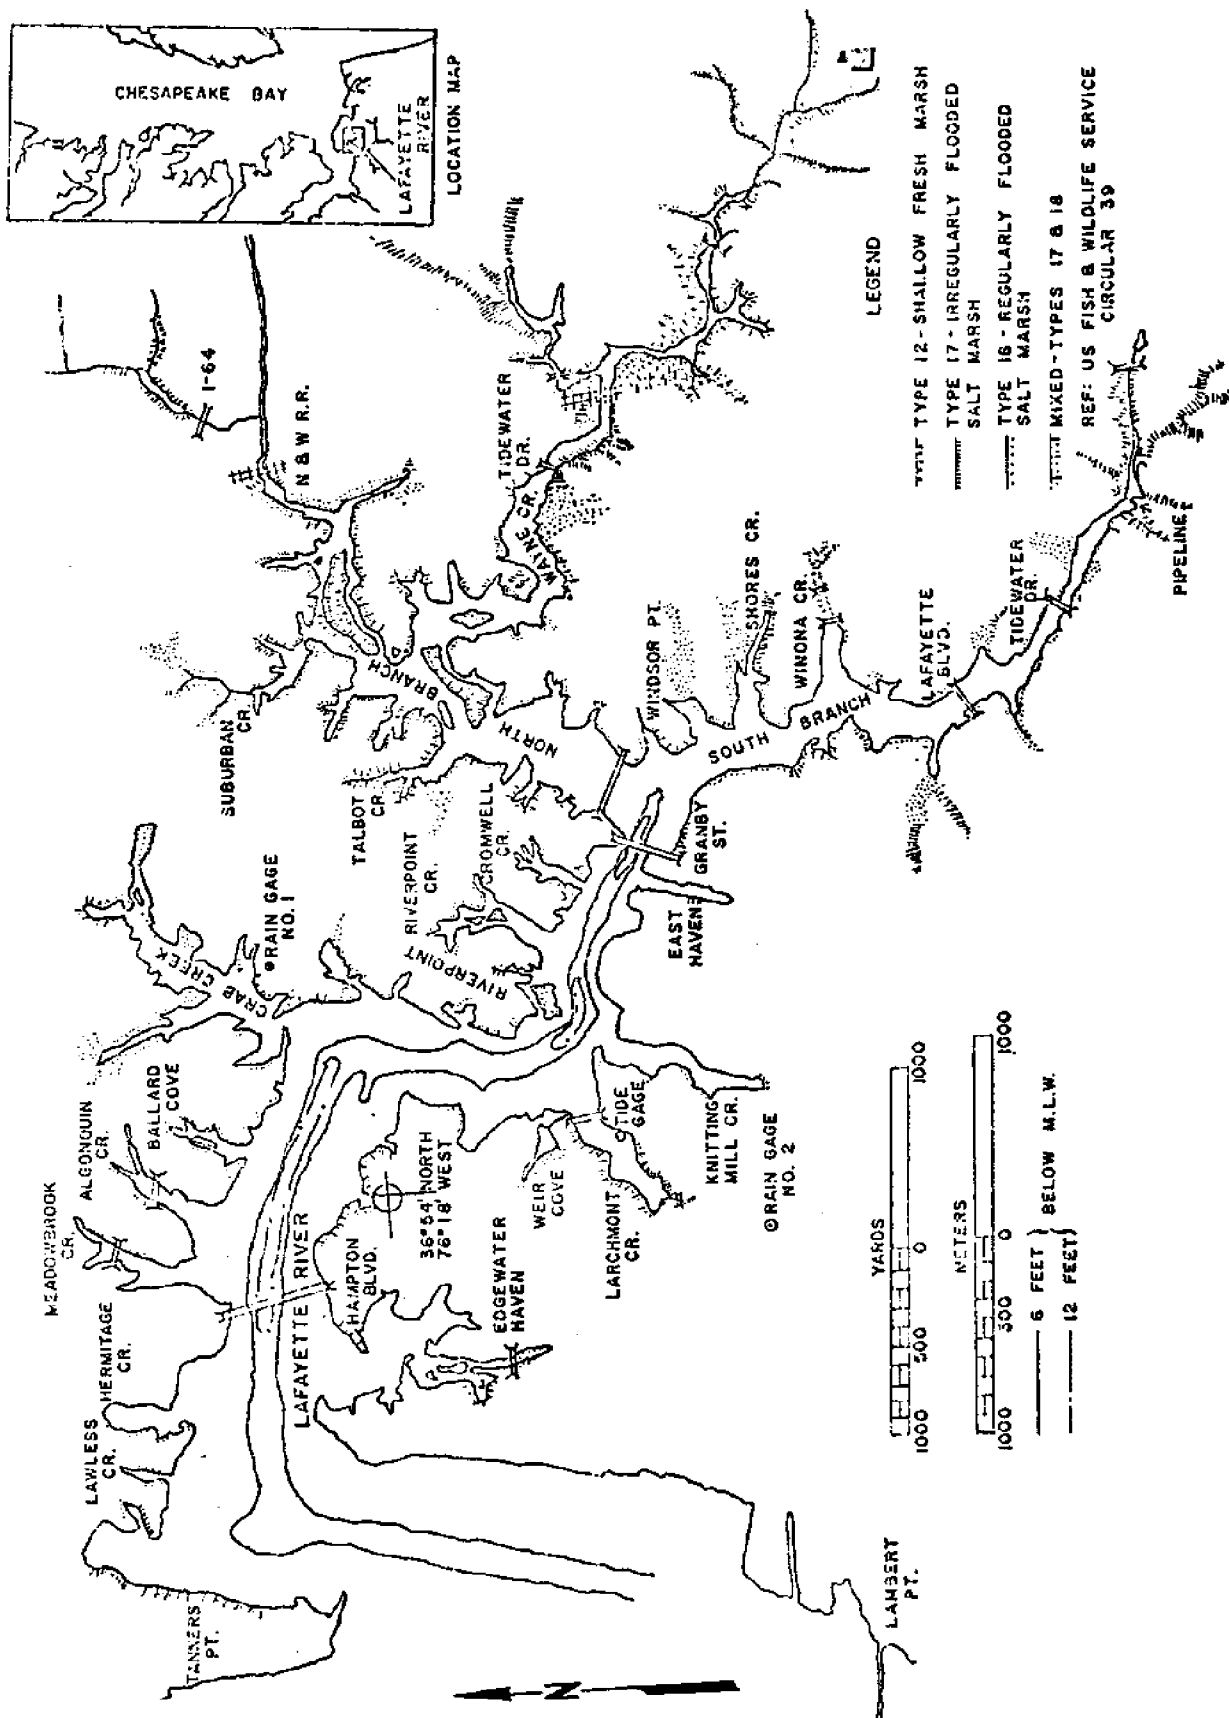 CHESAPEAKE BAY
LAFAYETTE
RIVER
LOCATION MAP
I-64
N & W R.R.
TIDEWATER
DR.
WAYNE CR.
SUBURBAN
CR.
NORTH
BRANCH
TALBOT
CR.
RIVERPOINT
CR.
CROMWELL
CR.
RIVERPOINT
CRAB CREEK
RAIN GAGE
NO. 1
ALGONQUIN
CR.
BALLARD
COVE
MEADOWBROOK
CR.
HERMITAGE
CR.
LAWLESS
CR.
TANNERS
PT.
LAFAYETTE RIVER
HAMPTON
BLVD.
36°54' NORTH
76°18' WEST
EDGEWATER
HAVEN
WEIR
COVE
LARCHMONT
CR.
TIDE
GAGE
KNITTING
MILL CR.
RAIN GAGE
NO. 2
EAST
HAVEN
GRANBY
ST.
WINDSOR PT.
SHORES CR.
WINONA CR.
SOUTH BRANCH
LAFAYETTE
BLVD.
TIDEWATER
DR.
PIPELINE
LAMBERT
PT.
N
LEGEND
TYPE 12-SHALLOW FRESH MARSH
TYPE 17-IRREGULARLY FLOODED
SALT MARSH
TYPE 18-REGULARLY FLOODED
SALT MARSH
MIXED-TYPES 17 & 18
REF: US FISH & WILDLIFE SERVICE
CIRCULAR 39
YARDS
1000 500 0 1000
METERS
1000 500 0 1000
6 FEET } BELOW M.L.W.
12 FEET